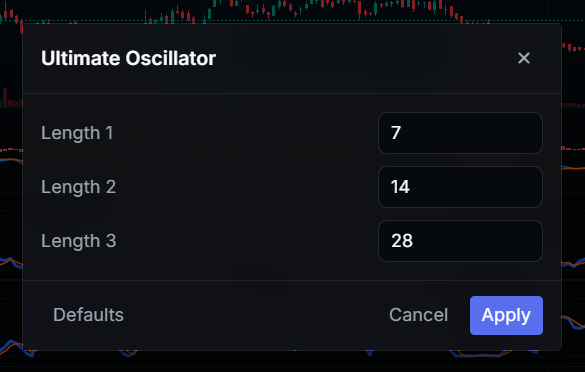 Ultimate Oscillator
Length 1 7
Length 2 14
Length 3 28
Defaults Cancel Apply